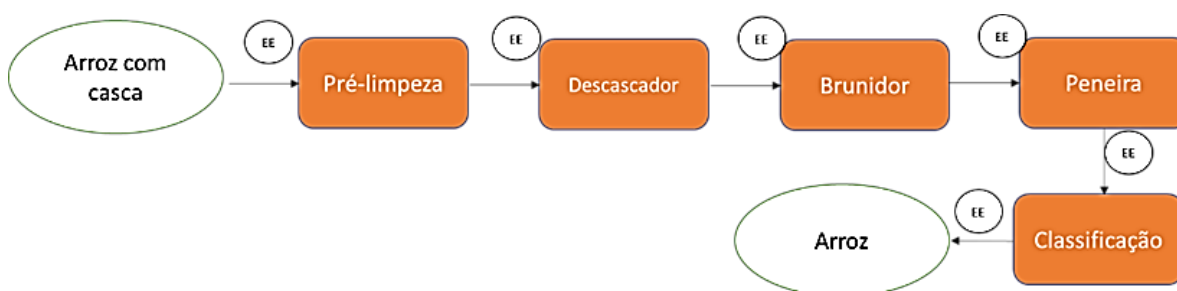 Arroz com
casca
EE
Pré-limpeza
EE
Descascador
EE
Brunidor
EE
Peneira
EE
Classificação
EE
Arroz